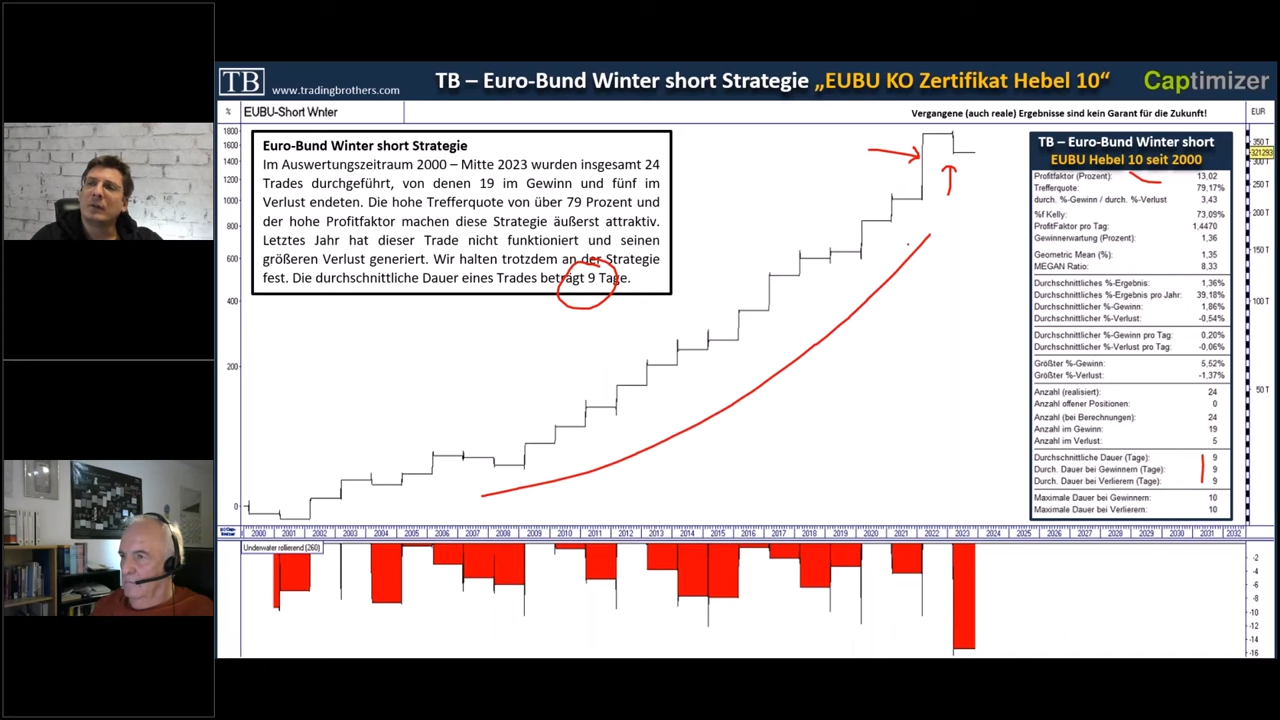 TB www.tradingbrothers.com TB – Euro-Bund Winter short Strategie „EUBU KO Zertifikat Hebel 10“ Captimizer
% EUBU-Short Wnter Vergangene (auch reale) Ergebnisse sind kein Garant für die Zukunft! EUR
Euro-Bund Winter short Strategie
Im Auswertungszeitraum 2000 – Mitte 2023 wurden insgesamt 24
Trades durchgeführt, von denen 19 im Gewinn und fünf im
Verlust endeten. Die hohe Trefferquote von über 79 Prozent und
der hohe Profitfaktor machen diese Strategie äußerst attraktiv.
Letztes Jahr hat dieser Trade nicht funktioniert und seinen
größeren Verlust generiert. Wir halten trotzdem an der Strategie
fest. Die durchschnittliche Dauer eines Trades beträgt 9 Tage.
1800
1600
1400
1200
1000
800
600
400
200
0
TB – Euro-Bund Winter short
EUBU Hebel 10 seit 2000
Profitfaktor (Prozent): 13,02
Trefferquote: 79,17%
durch. %-Gewinn / durch. %-Verlust 3,43
%f Kelly: 73,09%
ProfitFaktor pro Tag: 1,4470
Gewinnerwartung (Prozent): 1,36
Geometric Mean (%): 1,35
MEGAN Ratio: 8,33
Durchschnittliches %-Ergebnis: 1,36%
Durchschnittliches %-Ergebnis pro Jahr: 39,18%
Durchschnittlicher %-Gewinn: 1,86%
Durchschnittlicher %-Verlust: -0,54%
Durchschnittlicher %-Gewinn pro Tag: 0,20%
Durchschnittlicher %-Verlust pro Tag: -0,06%
Größter %-Gewinn: 5,52%
Größter %-Verlust: -1,37%
Anzahl (realisiert): 24
Anzahl offener Positionen: 0
Anzahl (bei Berechnungen): 24
Anzahl im Gewinn: 19
Anzahl im Verlust: 5
Durchschnittliche Dauer (Tage): 9
Durch. Dauer bei Gewinnern (Tage): 9
Durch. Dauer bei Verlierern (Tage): 9
Maximale Dauer bei Gewinnern: 10
Maximale Dauer bei Verlierern: 10
350 T
321293
300 T
250 T
200 T
150 T
100 T
50 T
2000 2001 2002 2003 2004 2005 2006 2007 2008 2009 2010 2011 2012 2013 2014 2015 2016 2017 2018 2019 2020 2021 2022 2023 2024 2025 2026 2027 2028 2029 2030 2031 2032
Underwater rollierend (260)
-2
-4
-6
-8
-10
-12
-14
-16